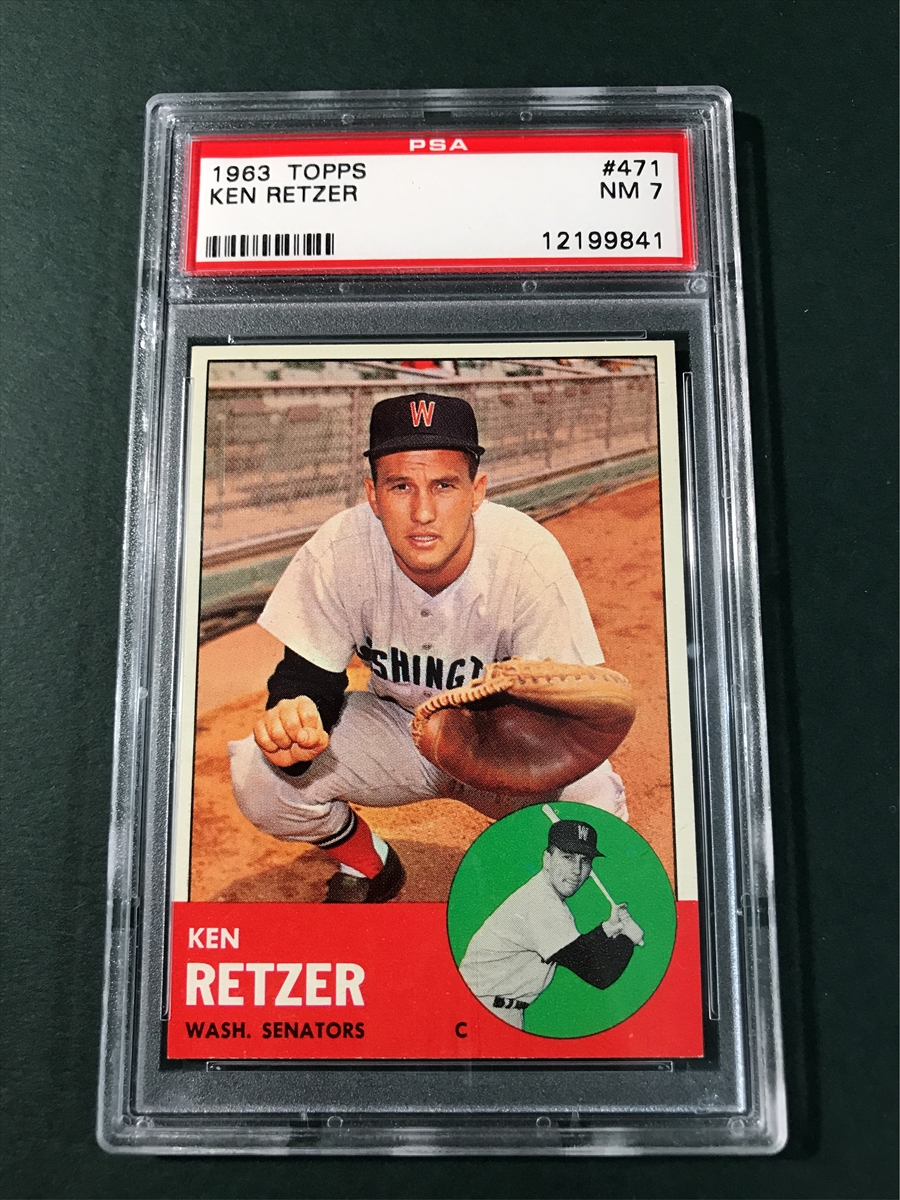 PSA
1963 TOPPS #471
KEN RETZER NM 7
12199841
W
SHINGT
W
KEN
RETZER
WASH. SENATORS C